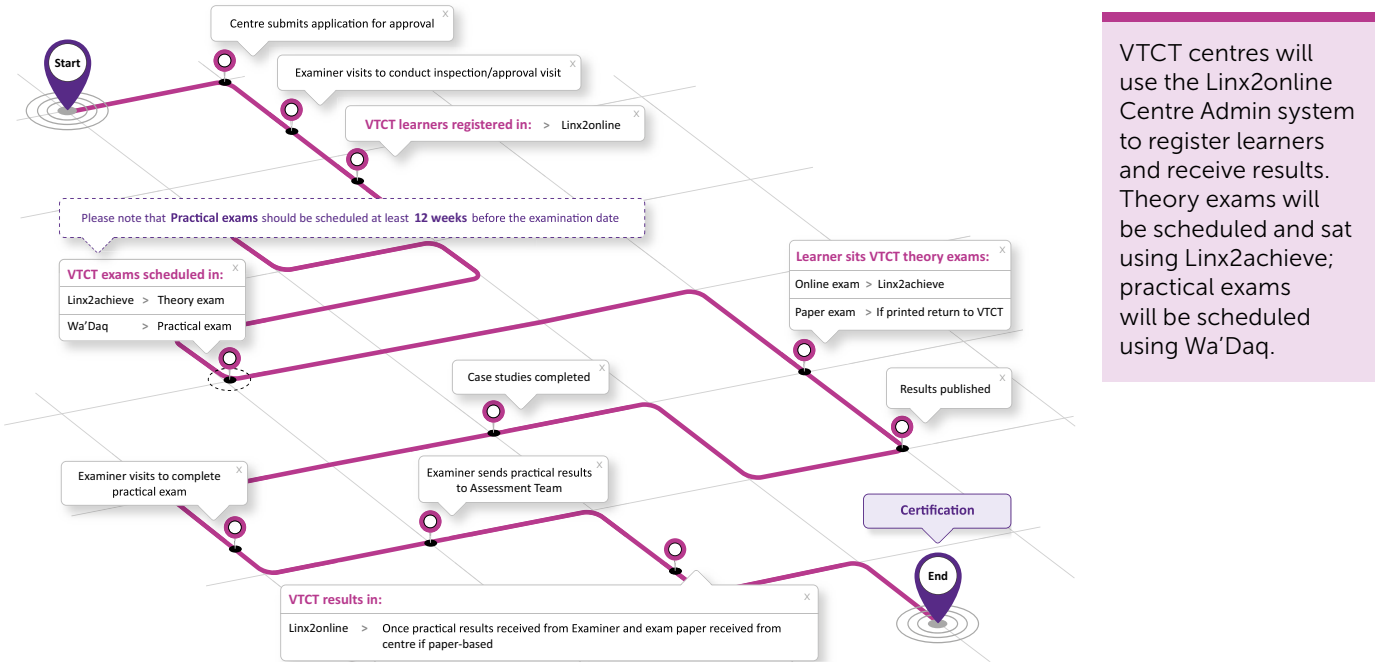 Start
Centre submits application for approval
x
Examiner visits to conduct inspection/approval visit
x
VTCT learners registered in: > Linx2online
x
Please note that Practical exams should be scheduled at least 12 weeks before the examination date
VTCT exams scheduled in:
x
Linx2achieve > Theory exam
Wa'Daq > Practical exam
Learner sits VTCT theory exams:
x
Online exam > Linx2achieve
Paper exam > If printed return to VTCT
Results published
x
Case studies completed
x
Examiner visits to complete
practical exam
x
Examiner sends practical results
to Assessment Team
x
VTCT results in:
x
Linx2online > Once practical results received from Examiner and exam paper received from
centre if paper-based
Certification
End
VTCT centres will
use the Linx2online
Centre Admin system
to register learners
and receive results.
Theory exams will
be scheduled and sat
using Linx2achieve;
practical exams
will be scheduled
using Wa'Daq.